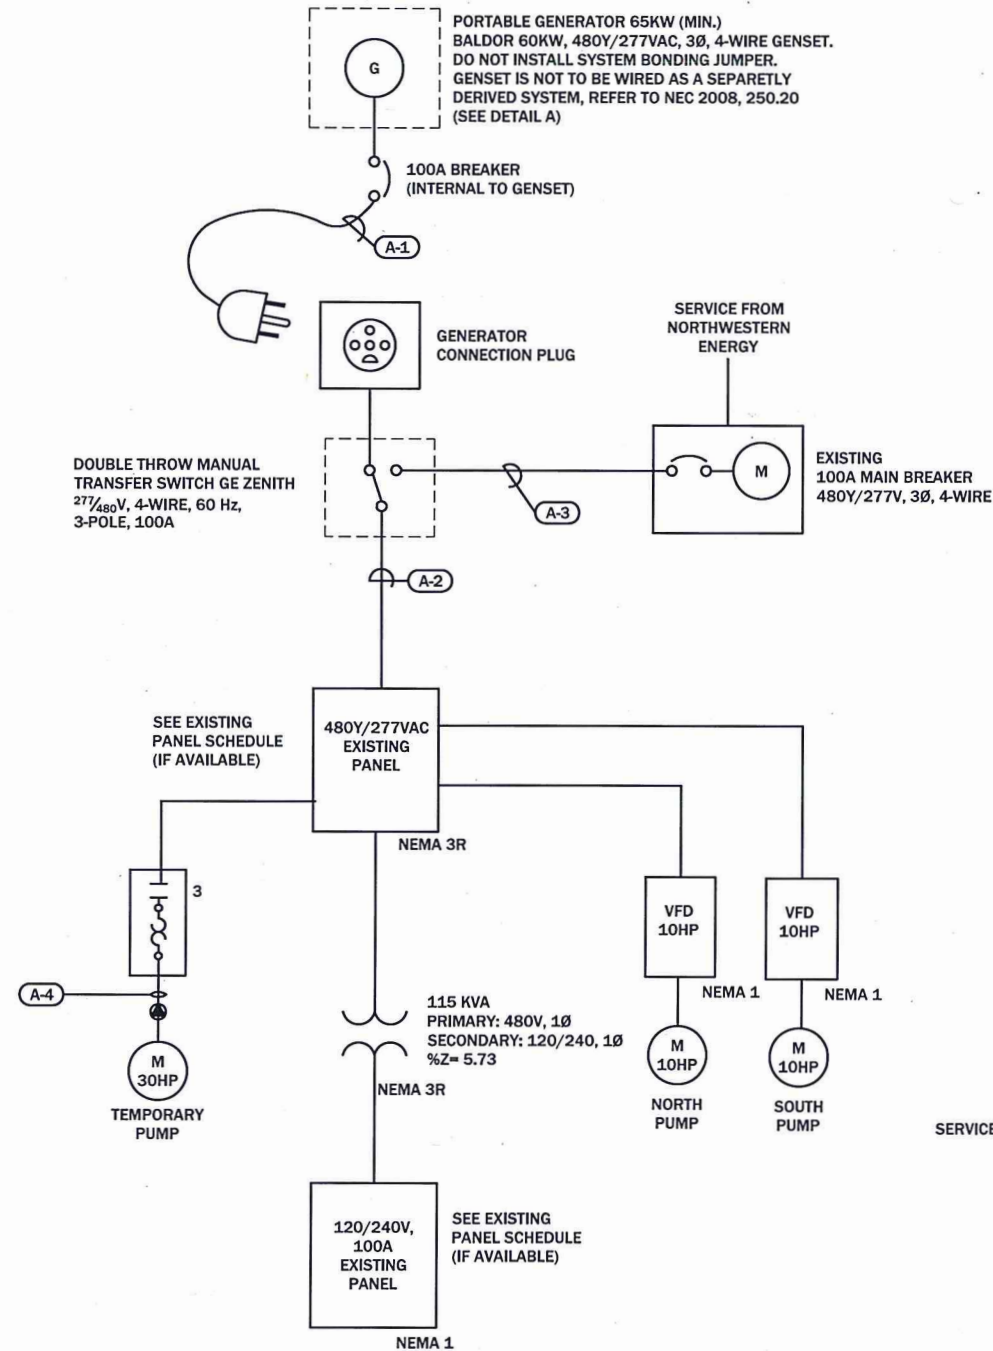 PORTABLE GENERATOR 65KW (MIN.)
BALDOR 60KW, 480Y/277VAC, 3Ø, 4-WIRE GENSET.
DO NOT INSTALL SYSTEM BONDING JUMPER.
GENSET IS NOT TO BE WIRED AS A SEPARETLY
DERIVED SYSTEM, REFER TO NEC 2008, 250.20
(SEE DETAIL A)
G
100A BREAKER
(INTERNAL TO GENSET)
A-1
GENERATOR
CONNECTION PLUG
SERVICE FROM
NORTHWESTERN
ENERGY
DOUBLE THROW MANUAL
TRANSFER SWITCH GE ZENITH
277/480V, 4-WIRE, 60 Hz,
3-POLE, 100A
M
EXISTING
100A MAIN BREAKER
480Y/277V, 3Ø, 4-WIRE
A-3
A-2
SEE EXISTING
PANEL SCHEDULE
(IF AVAILABLE)
480Y/277VAC
EXISTING
PANEL
NEMA 3R
3
VFD
10HP
VFD
10HP
A-4
NEMA 1
NEMA 1
115 KVA
PRIMARY: 480V, 1Ø
SECONDARY: 120/240, 1Ø
%Z= 5.73
NEMA 3R
M
30HP
TEMPORARY
PUMP
M
10HP
NORTH
PUMP
M
10HP
SOUTH
PUMP
SERVICE
120/240V,
100A
EXISTING
PANEL
SEE EXISTING
PANEL SCHEDULE
(IF AVAILABLE)
NEMA 1